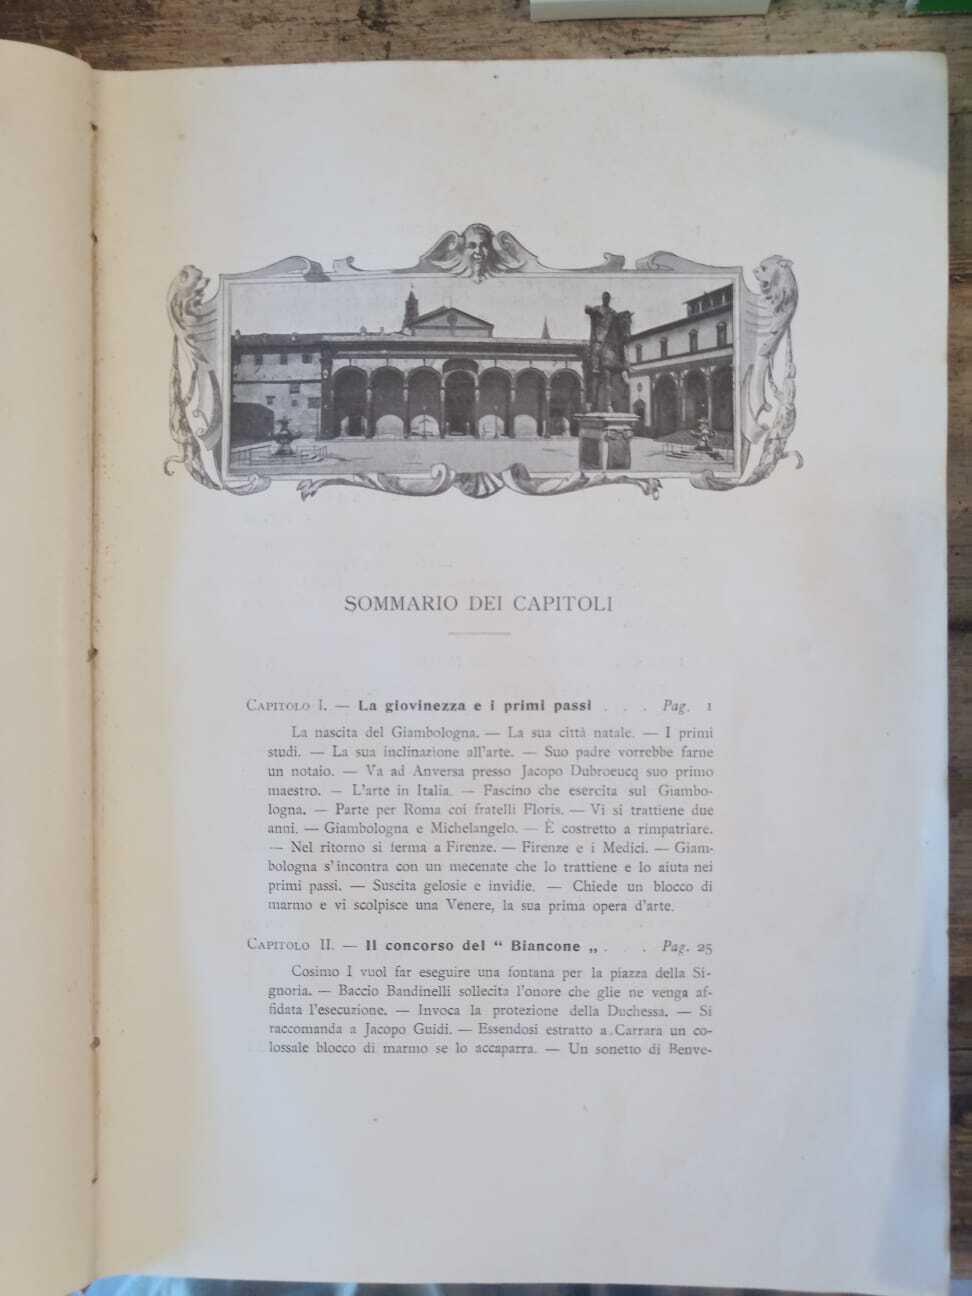 SOMMARIO DEI CAPITOLI
CAPITOLO I. — La giovinezza e i primi passi . . . Pag. 1
La nascita del Giambologna. — La sua città natale. — I primi
studi. — La sua inclinazione all'arte. — Suo padre vorrebbe farne
un notaio. — Va ad Anversa presso Jacopo Dubroeucq suo primo
maestro. — L'arte in Italia. — Fascino che esercita sul Giambo-
logna. — Parte per Roma coi fratelli Floris. — Vi si trattiene due
anni. — Giambologna e Michelangelo. — È costretto a rimpatriare.
— Nel ritorno si ferma a Firenze. — Firenze e i Medici. — Giam-
bologna s'incontra con un mecenate che lo trattiene e lo aiuta nei
primi passi. — Suscita gelosie e invidie. — Chiede un blocco di
marmo e vi scolpisce una Venere, la sua prima opera d'arte.
CAPITOLO II. — Il concorso del “ Biancone „ . . . Pag. 25
Cosimo I vuol far eseguire una fontana per la piazza della Si-
gnoria. — Baccio Bandinelli sollecita l'onore che glie ne venga af-
fidata l'esecuzione. — Invoca la protezione della Duchessa. — Si
raccomanda a Jacopo Guidi. — Essendosi estratto a Carrara un co-
lossale blocco di marmo se lo accaparra. — Un sonetto di Benve-